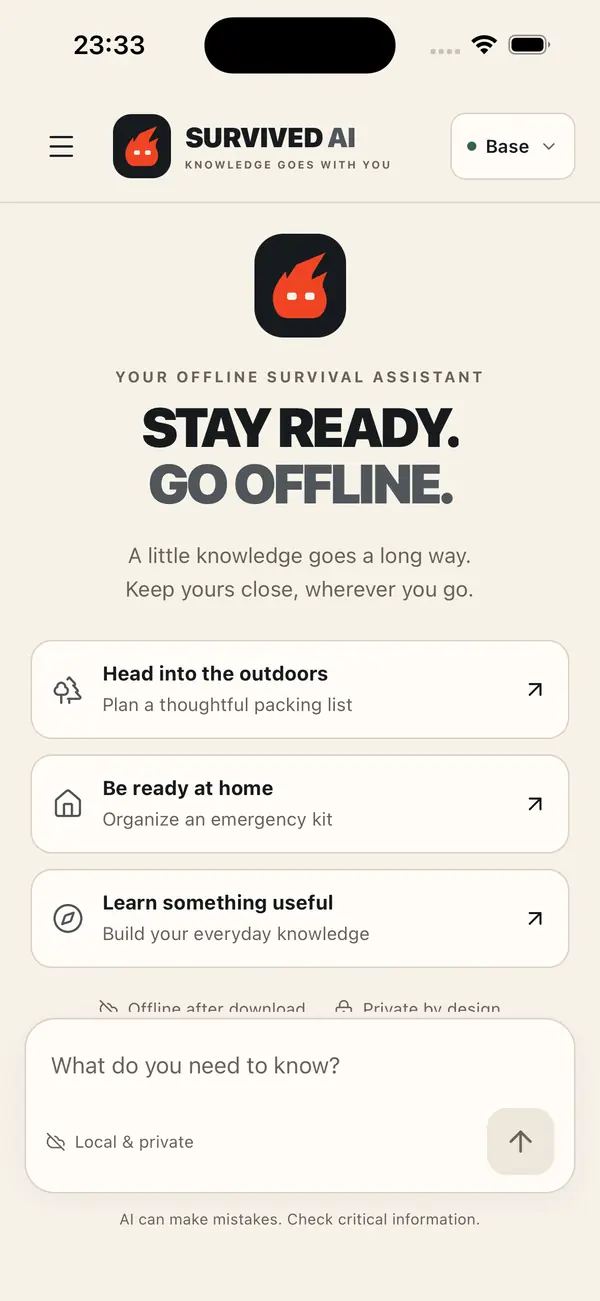 23:33
SURVIVED AI
KNOWLEDGE GOES WITH YOU
Base
YOUR OFFLINE SURVIVAL ASSISTANT
STAY READY.
GO OFFLINE.
A little knowledge goes a long way.
Keep yours close, wherever you go.
Head into the outdoors
Plan a thoughtful packing list
Be ready at home
Organize an emergency kit
Learn something useful
Build your everyday knowledge
Offline after download
Private by design
What do you need to know?
Local & private
AI can make mistakes. Check critical information.